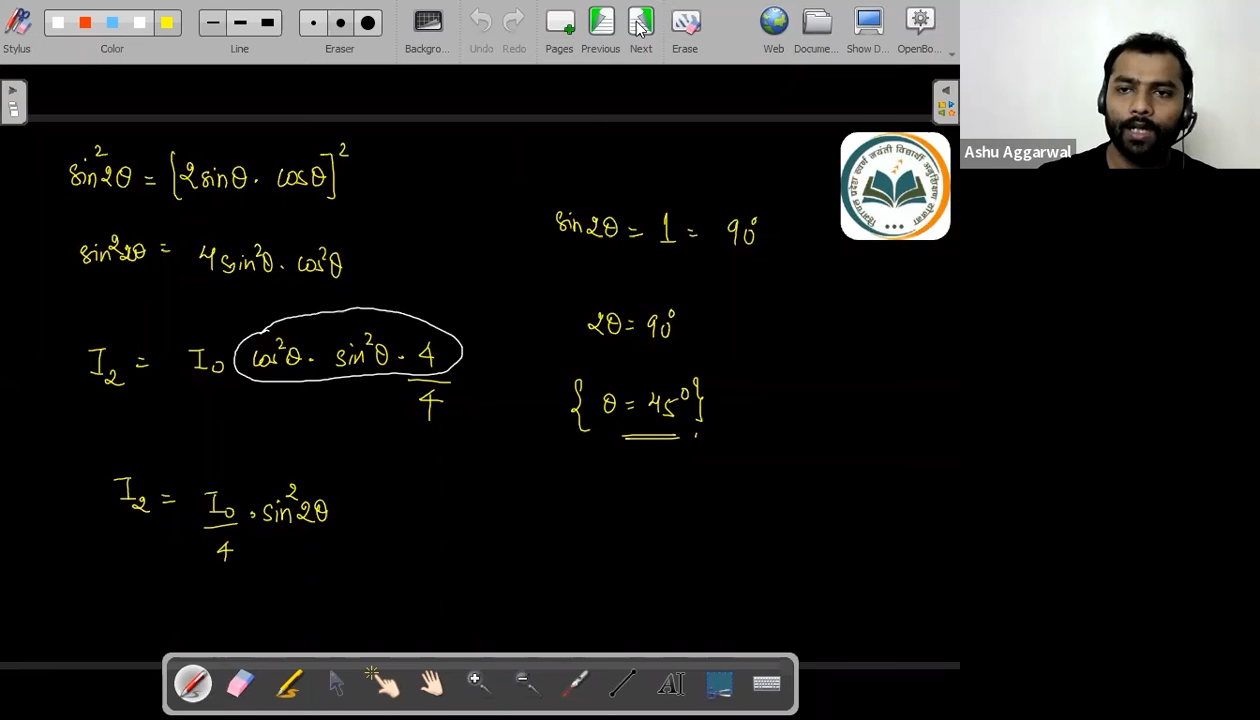 Stylus
Color
Line
Eraser
Backgro...
Undo
Redo
Pages
Previous
Next
Erase
Web
Docume...
Show D...
OpenBo...
Ashu Aggarwal
sin²2θ = [2sinθ · cosθ]²
sin²2θ = 4sin²θ · cos²θ
I₂ = I₀ cos²θ · sin²θ · 4/4
I₂ = I₀/4 · sin²2θ
sin2θ = 1 = 90°
2θ = 90°
{ θ = 45° }